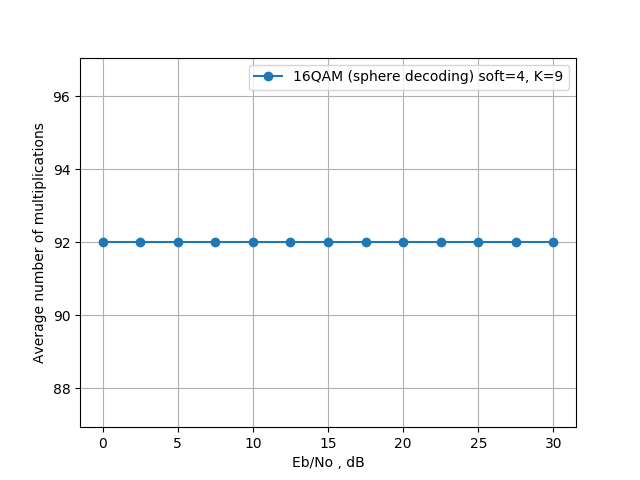 16QAM (sphere decoding) soft=4, K=9
96
94
92
90
88
Average number of multiplications
0 5 10 15 20 25 30
Eb/No , dB